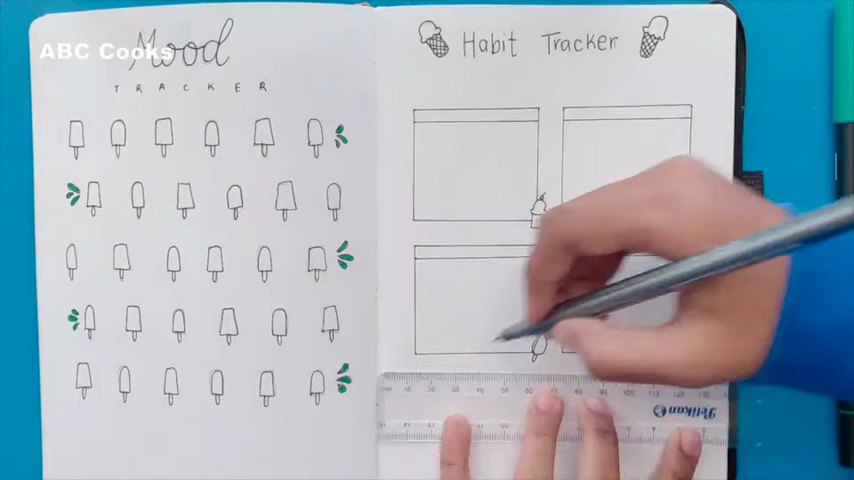 ABC Cooks
Mood
TRACKER
Habit Tracker
Pelikan